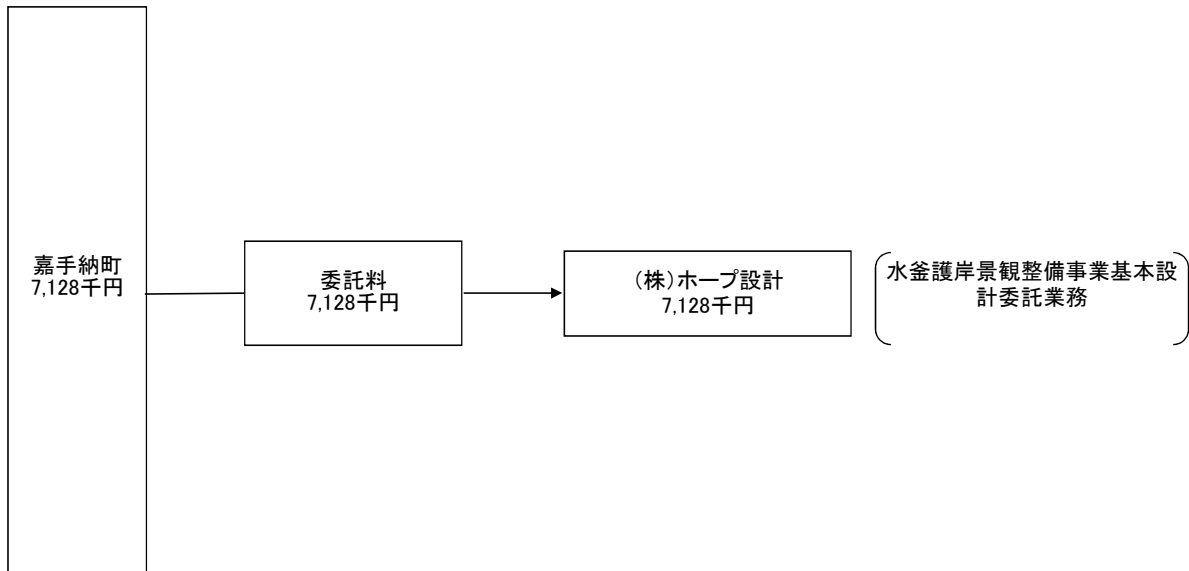 嘉手納町
7,128千円
委託料
7,128千円
(株)ホープ設計
7,128千円
水釜護岸景観整備事業基本設
計委託業務